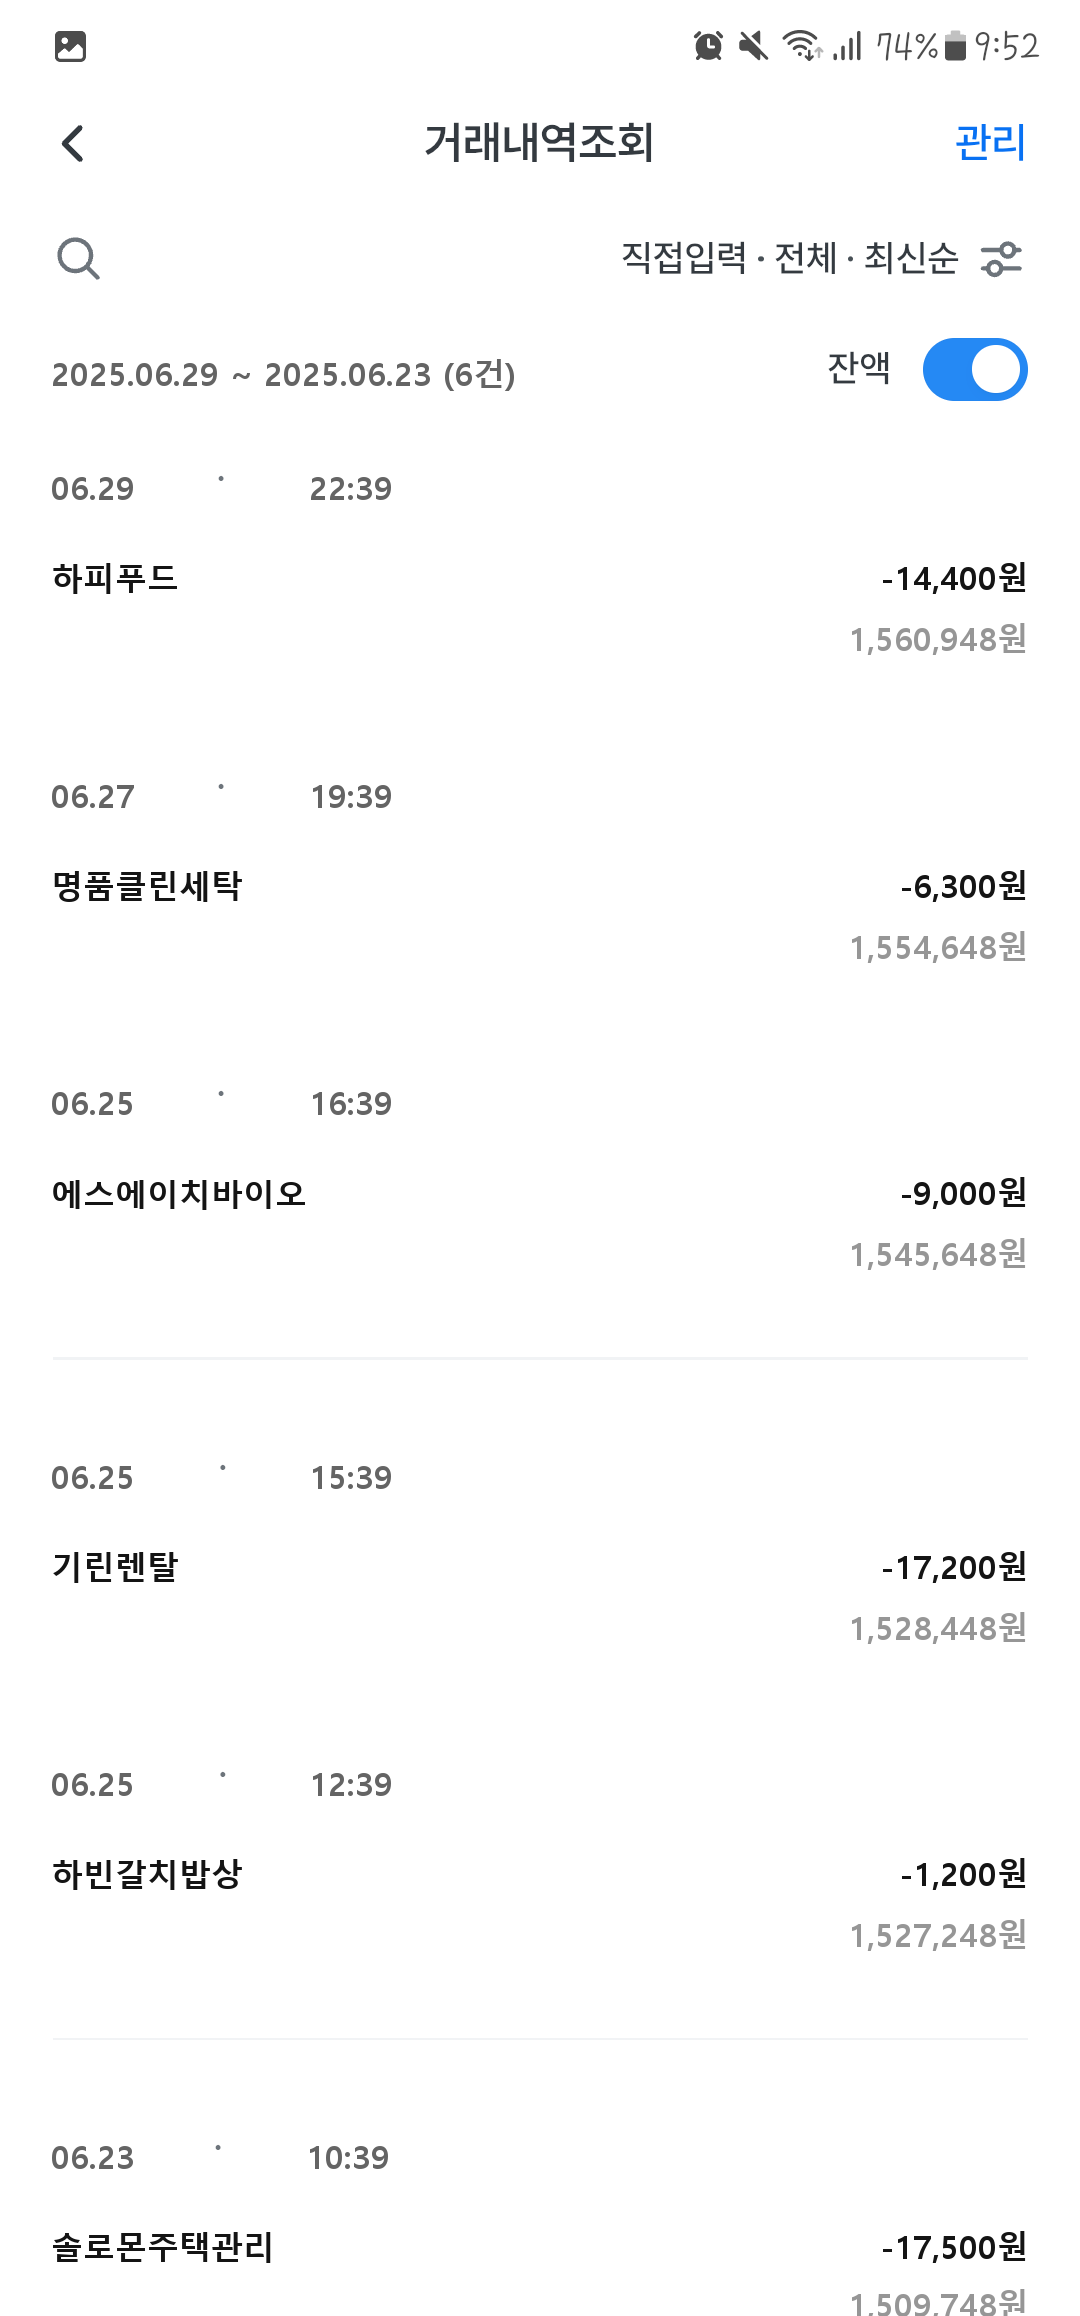 74% 9:52
거래내역조회 관리
직접입력 · 전체 · 최신순
2025.06.29 ~ 2025.06.23 (6건) 잔액
06.29 · 22:39
하피푸드 -14,400원
1,560,948원
06.27 · 19:39
명품클린세탁 -6,300원
1,554,648원
06.25 · 16:39
에스에이치바이오 -9,000원
1,545,648원
06.25 · 15:39
기린렌탈 -17,200원
1,528,448원
06.25 · 12:39
하빈갈치밥상 -1,200원
1,527,248원
06.23 · 10:39
솔로몬주택관리 -17,500원
1,509,748원